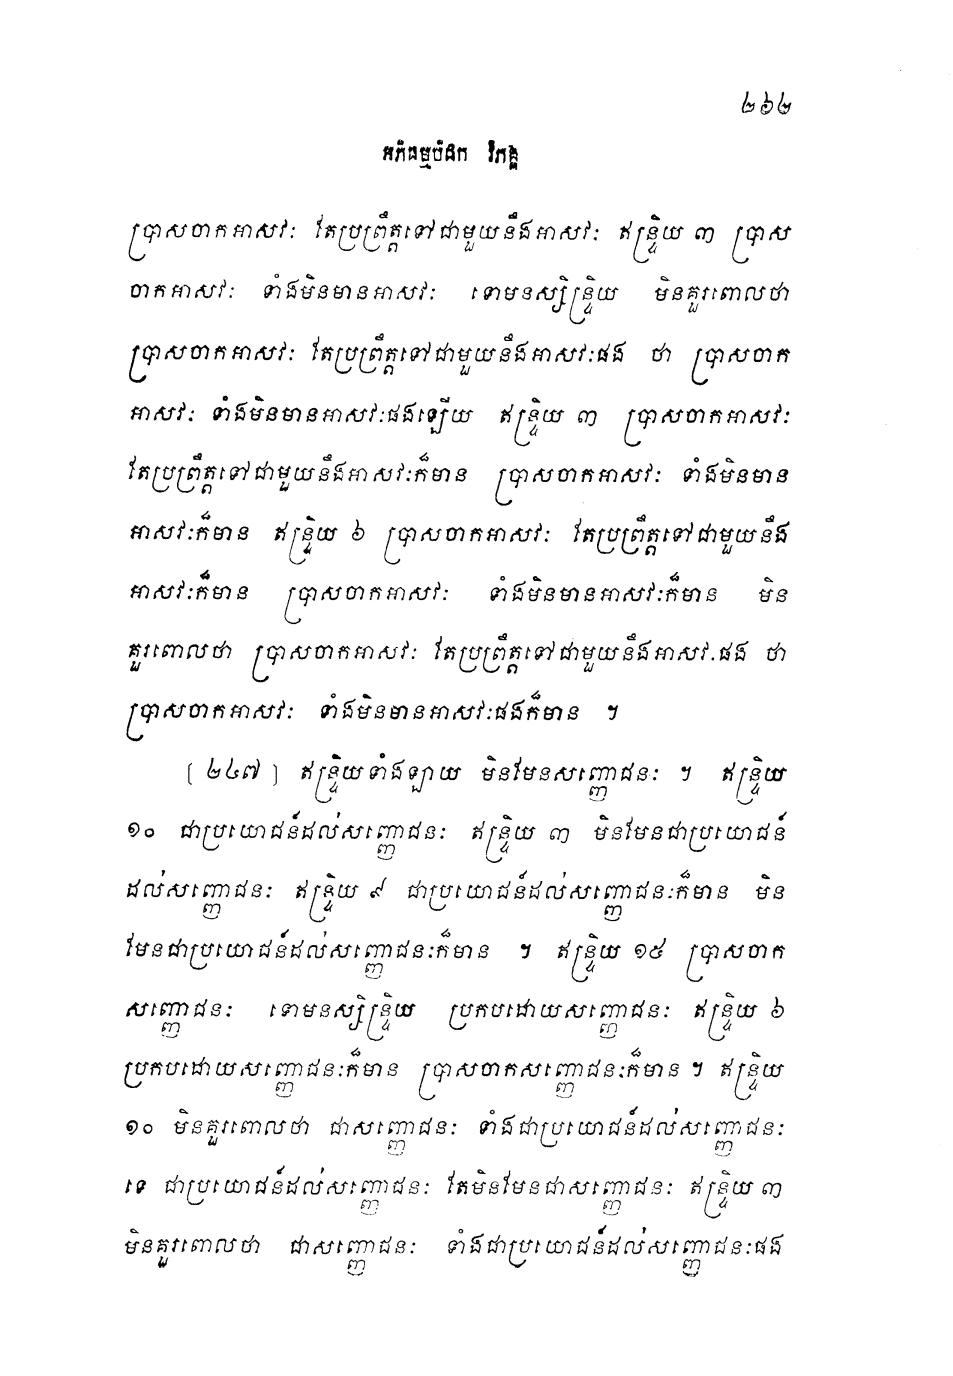 ២៦២
អភិធម្មបិដក វិភង្គ
ប្រាសចាកអាសវៈ តែប្រព្រឹត្តទៅជាមួយនឹងអាសវៈ ឥន្ទ្រិយ ៣ ប្រាស
ចាកអាសវៈ ទាំងមិនមានអាសវៈ ទោមនស្សិន្ទ្រិយ មិនគួរពោលថា
ប្រាសចាកអាសវៈ តែប្រព្រឹត្តទៅជាមួយនឹងអាសវៈផង ថា ប្រាសចាក
អាសវៈ ទាំងមិនមានអាសវៈផងឡើយ ឥន្ទ្រិយ ៣ ប្រាសចាកអាសវៈ
តែប្រព្រឹត្តទៅជាមួយនឹងអាសវៈក៏មាន ប្រាសចាកអាសវៈ ទាំងមិនមាន
អាសវៈក៏មាន ឥន្ទ្រិយ ៦ ប្រាសចាកអាសវៈ តែប្រព្រឹត្តទៅជាមួយនឹង
អាសវៈក៏មាន ប្រាសចាកអាសវៈ ទាំងមិនមានអាសវៈក៏មាន មិន
គួរពោលថា ប្រាសចាកអាសវៈ តែប្រព្រឹត្តទៅជាមួយនឹងអាសវៈផង ថា
ប្រាសចាកអាសវៈ ទាំងមិនមានអាសវៈផងក៏មាន ។
[ ២៤៧ ] ឥន្ទ្រិយទាំងឡាយ មិនមែនសញ្ញោជនៈ ។ ឥន្ទ្រិយ
១០ ជាប្រយោជន៍ដល់សញ្ញោជនៈ ឥន្ទ្រិយ ៣ មិនមែនជាប្រយោជន៍
ដល់សញ្ញោជនៈ ឥន្ទ្រិយ ៩ ជាប្រយោជន៍ដល់សញ្ញោជនៈក៏មាន មិន
មែនជាប្រយោជន៍ដល់សញ្ញោជនៈក៏មាន ។ ឥន្ទ្រិយ ១៥ ប្រាសចាក
សញ្ញោជនៈ ទោមនស្សិន្ទ្រិយ ប្រកបដោយសញ្ញោជនៈ ឥន្ទ្រិយ ៦
ប្រកបដោយសញ្ញោជនៈក៏មាន ប្រាសចាកសញ្ញោជនៈក៏មាន ។ ឥន្ទ្រិយ
១០ មិនគួរពោលថា ជាសញ្ញោជនៈ ទាំងជាប្រយោជន៍ដល់សញ្ញោជនៈ
ទេ ជាប្រយោជន៍ដល់សញ្ញោជនៈ តែមិនមែនជាសញ្ញោជនៈ ឥន្ទ្រិយ ៣
មិនគួរពោលថា ជាសញ្ញោជនៈ ទាំងជាប្រយោជន៍ដល់សញ្ញោជនៈផង